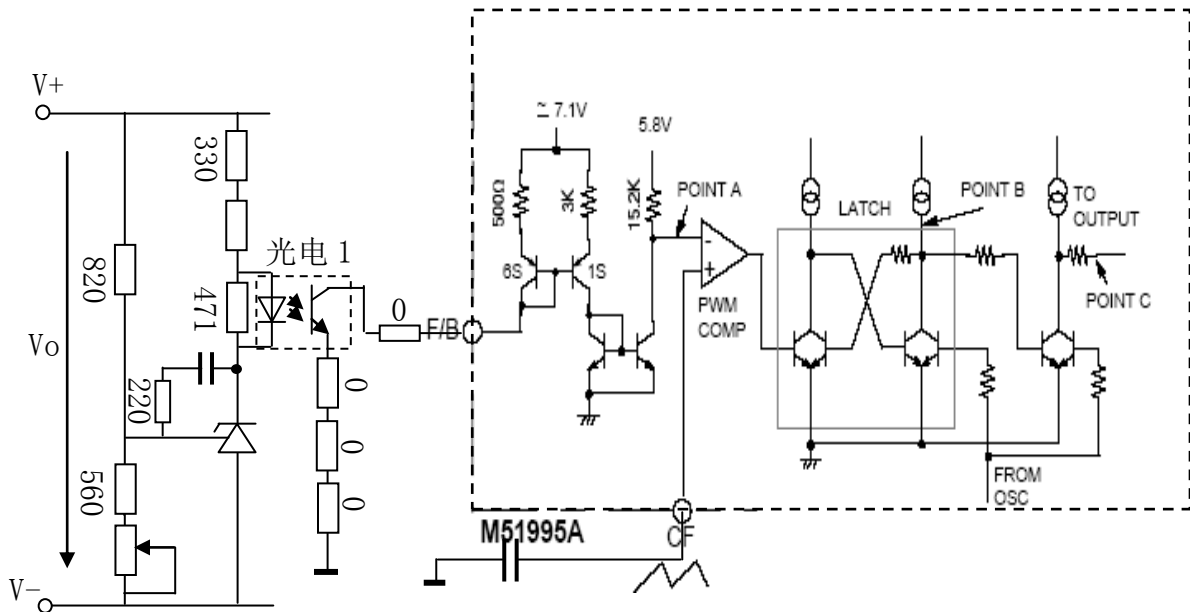 V+
V0
V-
330
820
471
220
560
光电 1
0
0
0
0
F/B
≃ 7.1V
500Ω
3K
6S
1S
5.8V
15.2K
POINT A
-
+
PWM
COMP
LATCH
POINT B
TO
OUTPUT
POINT C
FROM
OSC
M51995A
CF